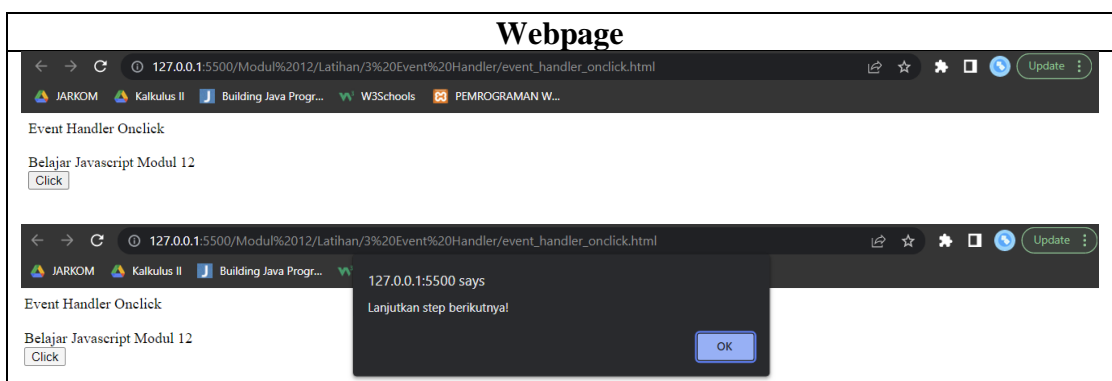 Webpage
127.0.0.1:5500/Modul%2012/Latihan/3%20Event%20Handler/event_handler_onclick.html
Update
JARKOM Kalkulus II Building Java Progr... W3Schools PEMROGRAMAN W...
Event Handler Onclick
Belajar Javascript Modul 12
Click
127.0.0.1:5500/Modul%2012/Latihan/3%20Event%20Handler/event_handler_onclick.html
Update
JARKOM Kalkulus II Building Java Progr...
127.0.0.1:5500 says
Lanjutkan step berikutnya!
OK
Event Handler Onclick
Belajar Javascript Modul 12
Click